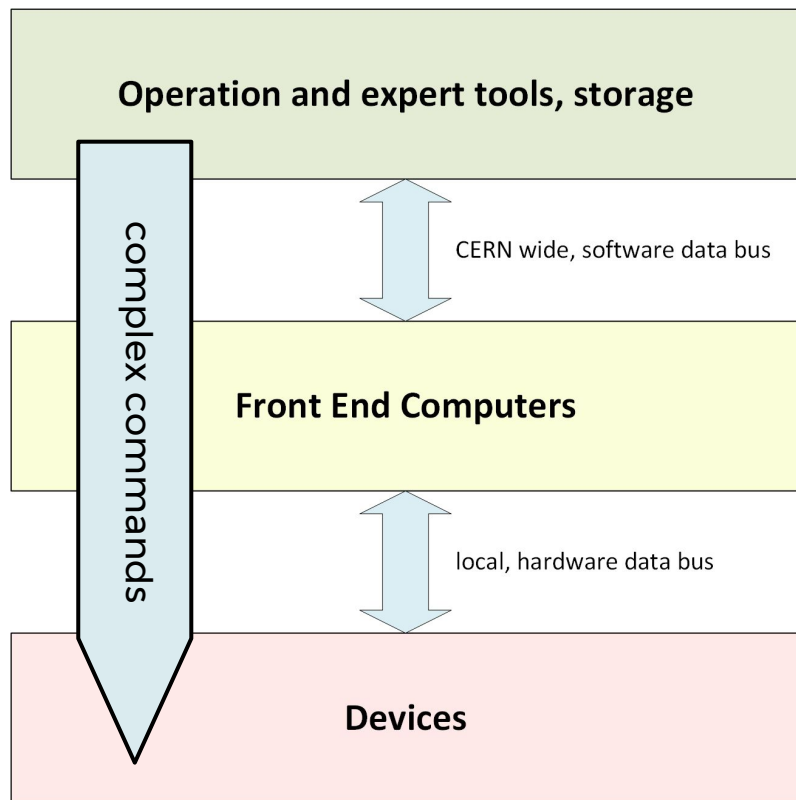 Operation and expert tools, storage
complex commands
CERN wide, software data bus
Front End Computers
local, hardware data bus
Devices